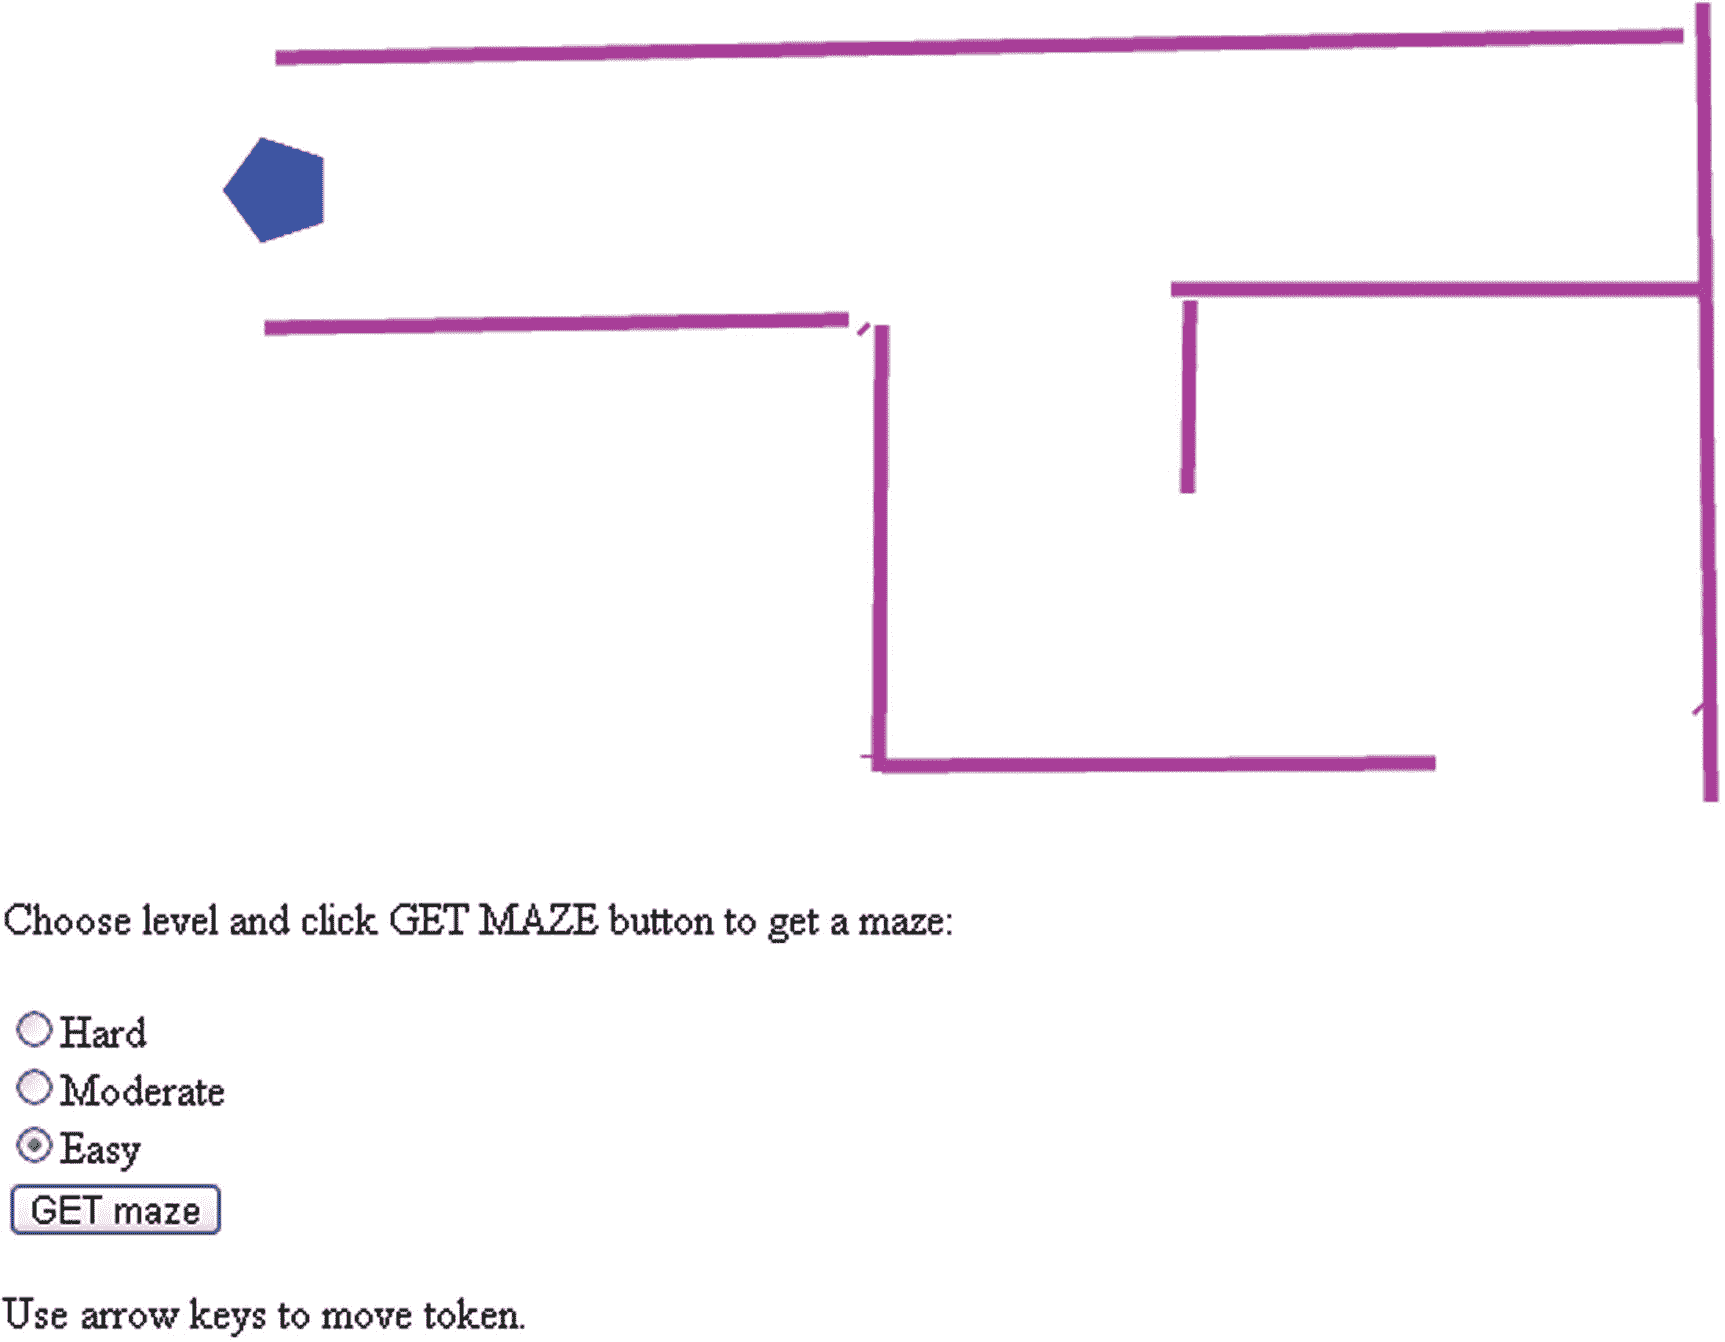 Choose level and click GET MAZE button to get a maze:
Hard
Moderate
Easy
GET maze
Use arrow keys to move token.